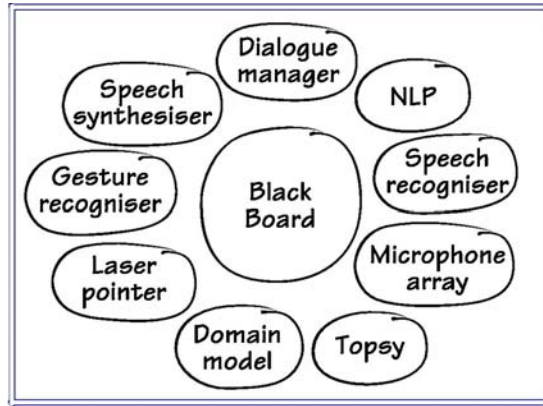 Dialogue
manager
NLP
Speech
synthesiser
Speech
recogniser
Gesture
recogniser
Black
Board
Microphone
array
Laser
pointer
Domain
model
Topsy